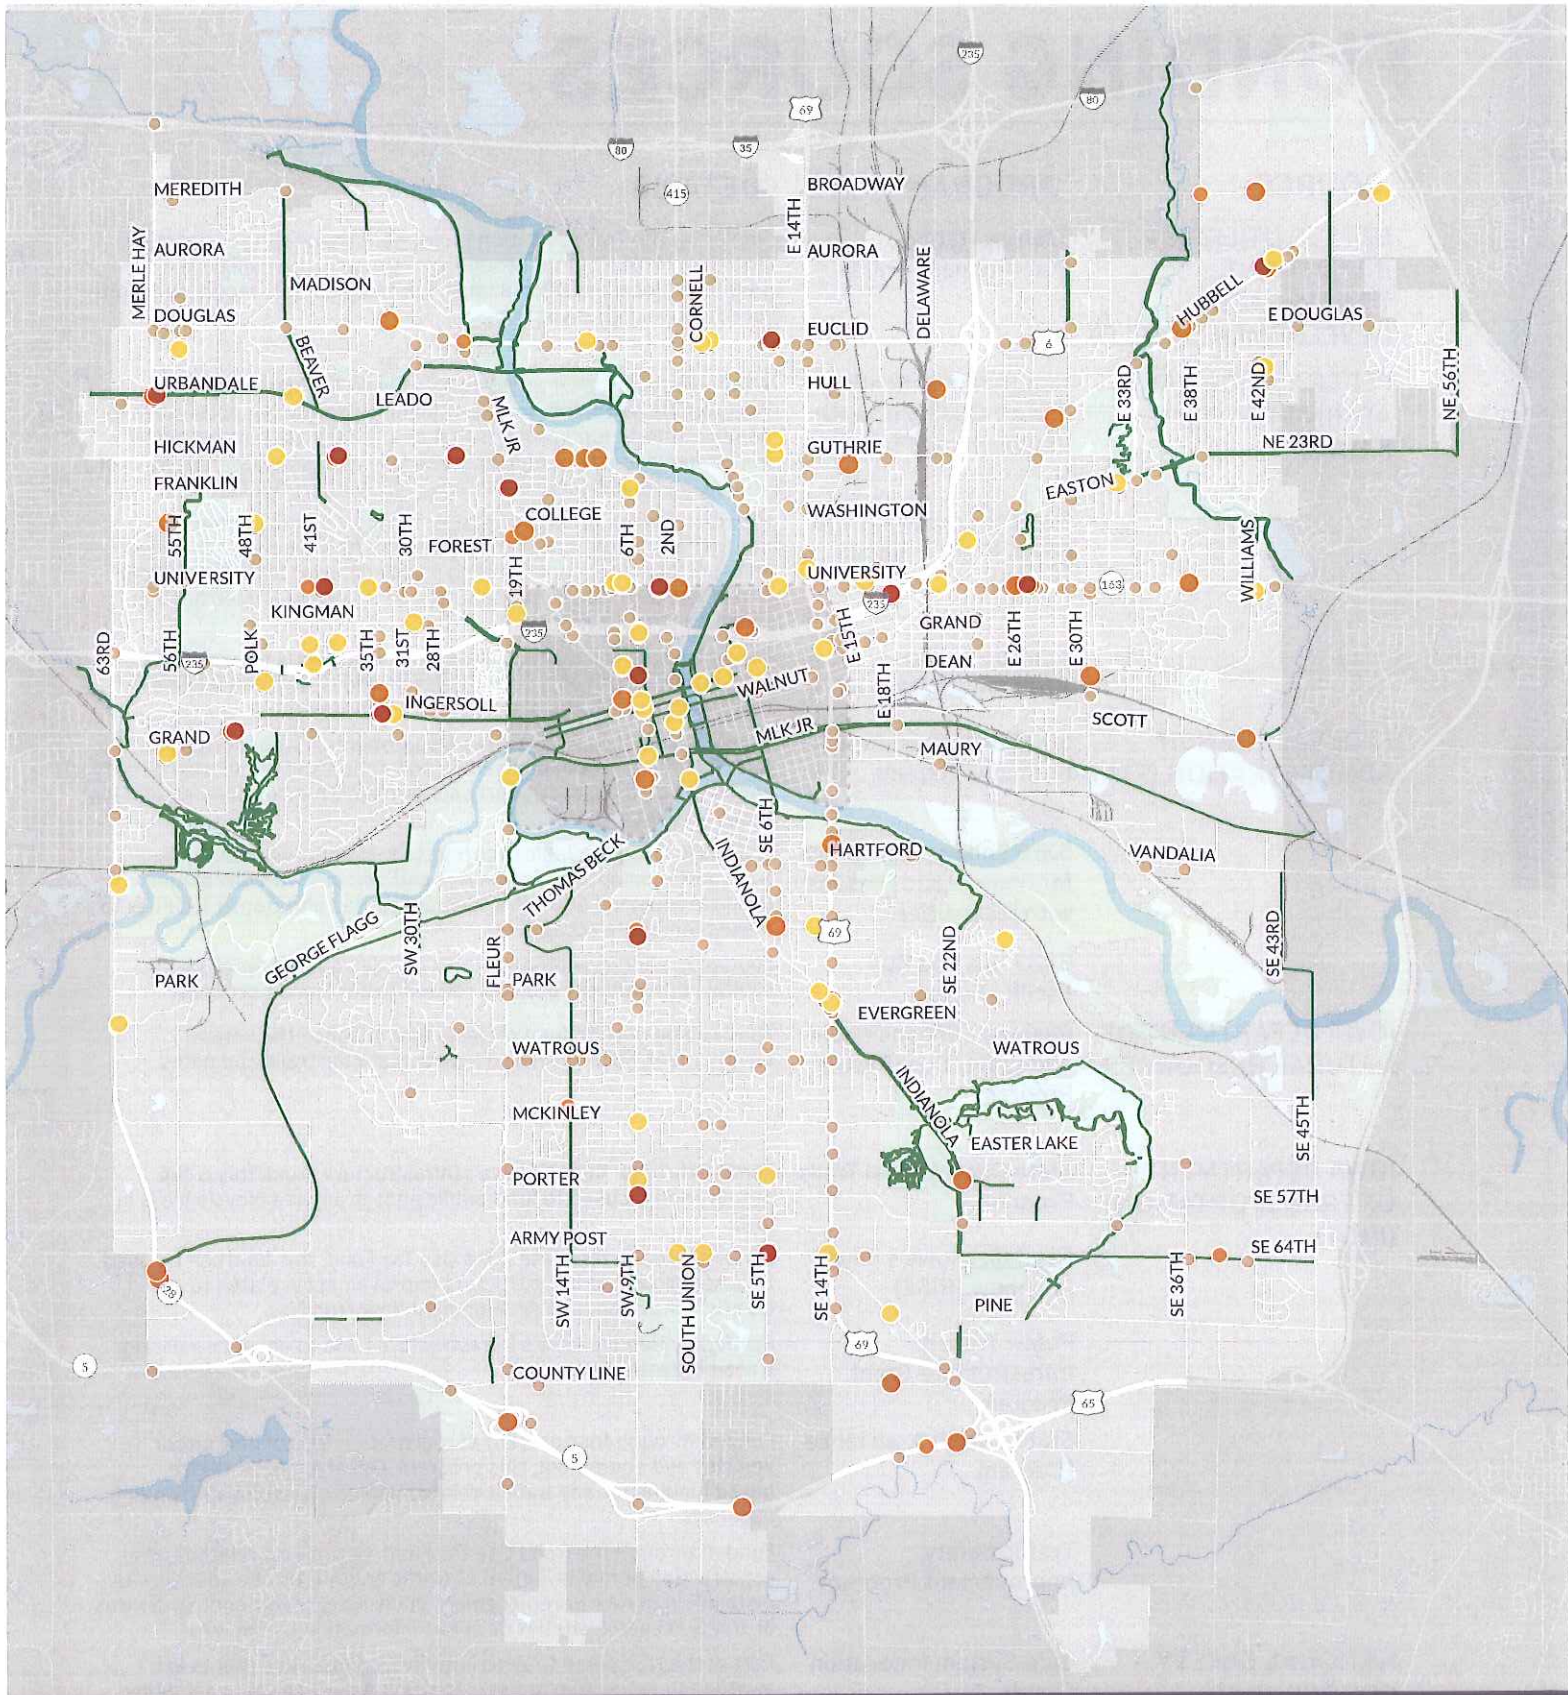 235
80
69
80
35
415
MEREDITH
BROADWAY
E 14TH
MERLE HAY
AURORA
AURORA
DELAWARE
MADISON
CORNELL
HUBBELL
DOUGLAS
EUCLID
E DOUGLAS
6
BEAVER
URBANDALE
LEADO
HULL
MLK JR
E 33RD
E 38TH
E 42ND
NE 56TH
HICKMAN
GUTHRIE
NE 23RD
FRANKLIN
EASTON
COLLEGE
WASHINGTON
55TH
48TH
41ST
30TH
FOREST
6TH
2ND
WILLIAMS
UNIVERSITY
19TH
UNIVERSITY
163
KINGMAN
235
235
GRAND
E 15TH
E 26TH
E 30TH
63RD
56TH
235
POLK
35TH
31ST
28TH
DEAN
WALNUT
E 18TH
INGERSOLL
SCOTT
GRAND
MLK JR
MAURY
SE 6TH
INDIANOLA
HARTFORD
VANDALIA
THOMAS BECK
GEORGE FLAGG
SW 30TH
69
SE 22ND
SE 43RD
FLEUR
PARK
PARK
EVERGREEN
WATROUS
WATROUS
INDIANOLA
MCKINLEY
EASTER LAKE
SE 45TH
PORTER
SE 57TH
ARMY POST
SE 64TH
SW 14TH
SW 9TH
SOUTH UNION
SE 5TH
SE 14TH
SE 36TH
28
PINE
69
5
COUNTY LINE
65
5